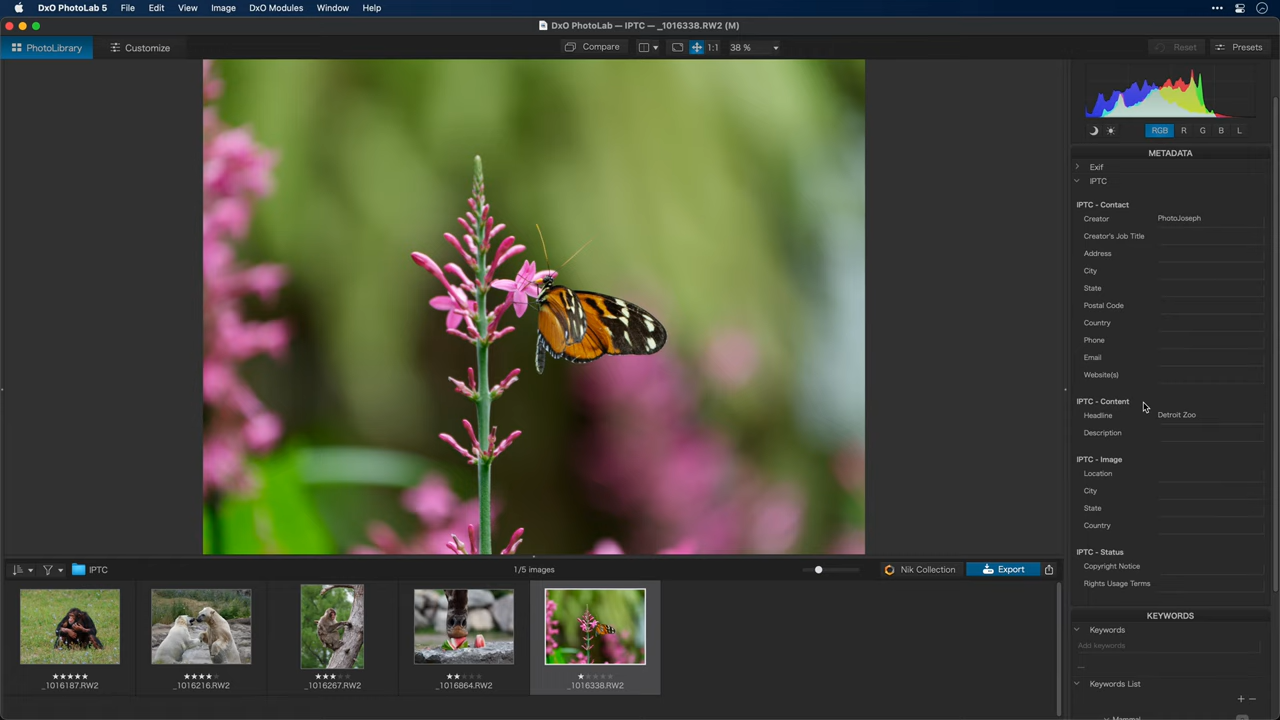 DxO PhotoLab 5 File Edit View Image DxO Modules Window Help
DxO PhotoLab — IPTC — _1016338.RW2 (M)
PhotoLibrary Customize Compare 1:1 38 % Reset Presets
RGB R G B L
METADATA
Exif
IPTC
IPTC - Contact
Creator PhotoJoseph
Creator's Job Title
Address
City
State
Postal Code
Country
Phone
Email
Website(s)
IPTC - Content
Headline Detroit Zoo
Description
IPTC - Image
Location
City
State
Country
IPTC - Status
Copyright Notice
Rights Usage Terms
KEYWORDS
Keywords
Add keywords
—
Keywords List
+ −
Mammal
IPTC 1/5 images Nik Collection Export
_1016187.RW2 _1016216.RW2 _1016267.RW2 _1016864.RW2 _1016338.RW2